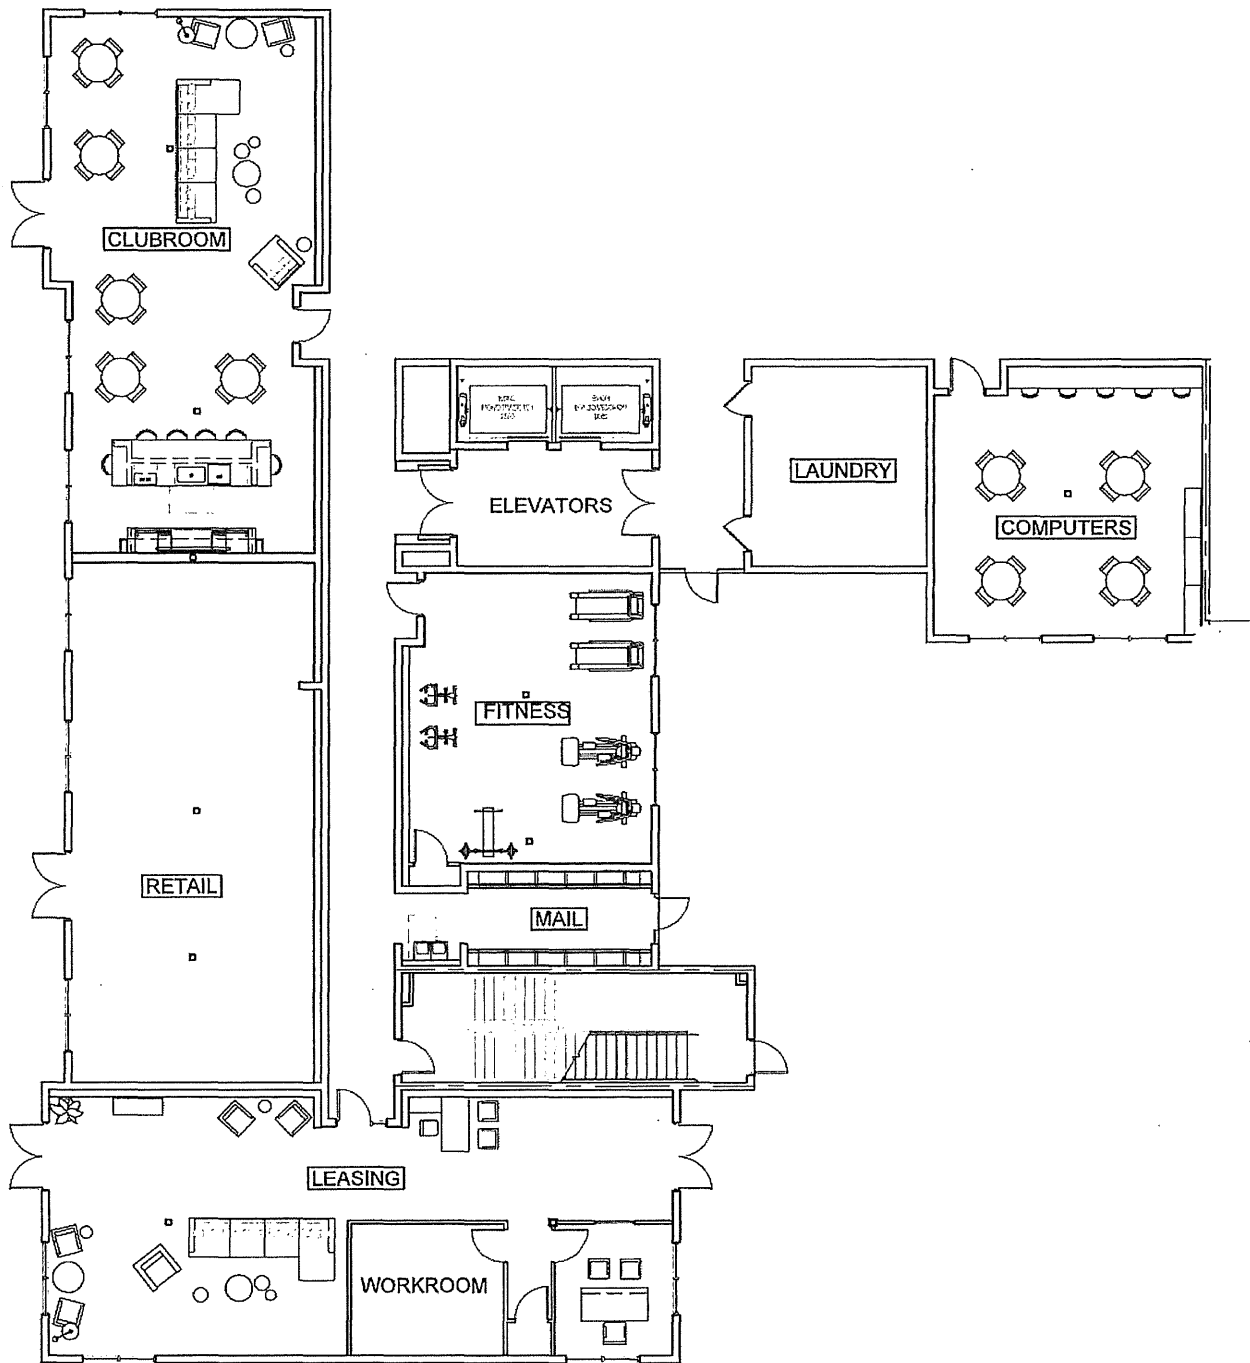 CLUBROOM
ELEVATORS
LAUNDRY
COMPUTERS
FITNESS
RETAIL
MAIL
LEASING
WORKROOM